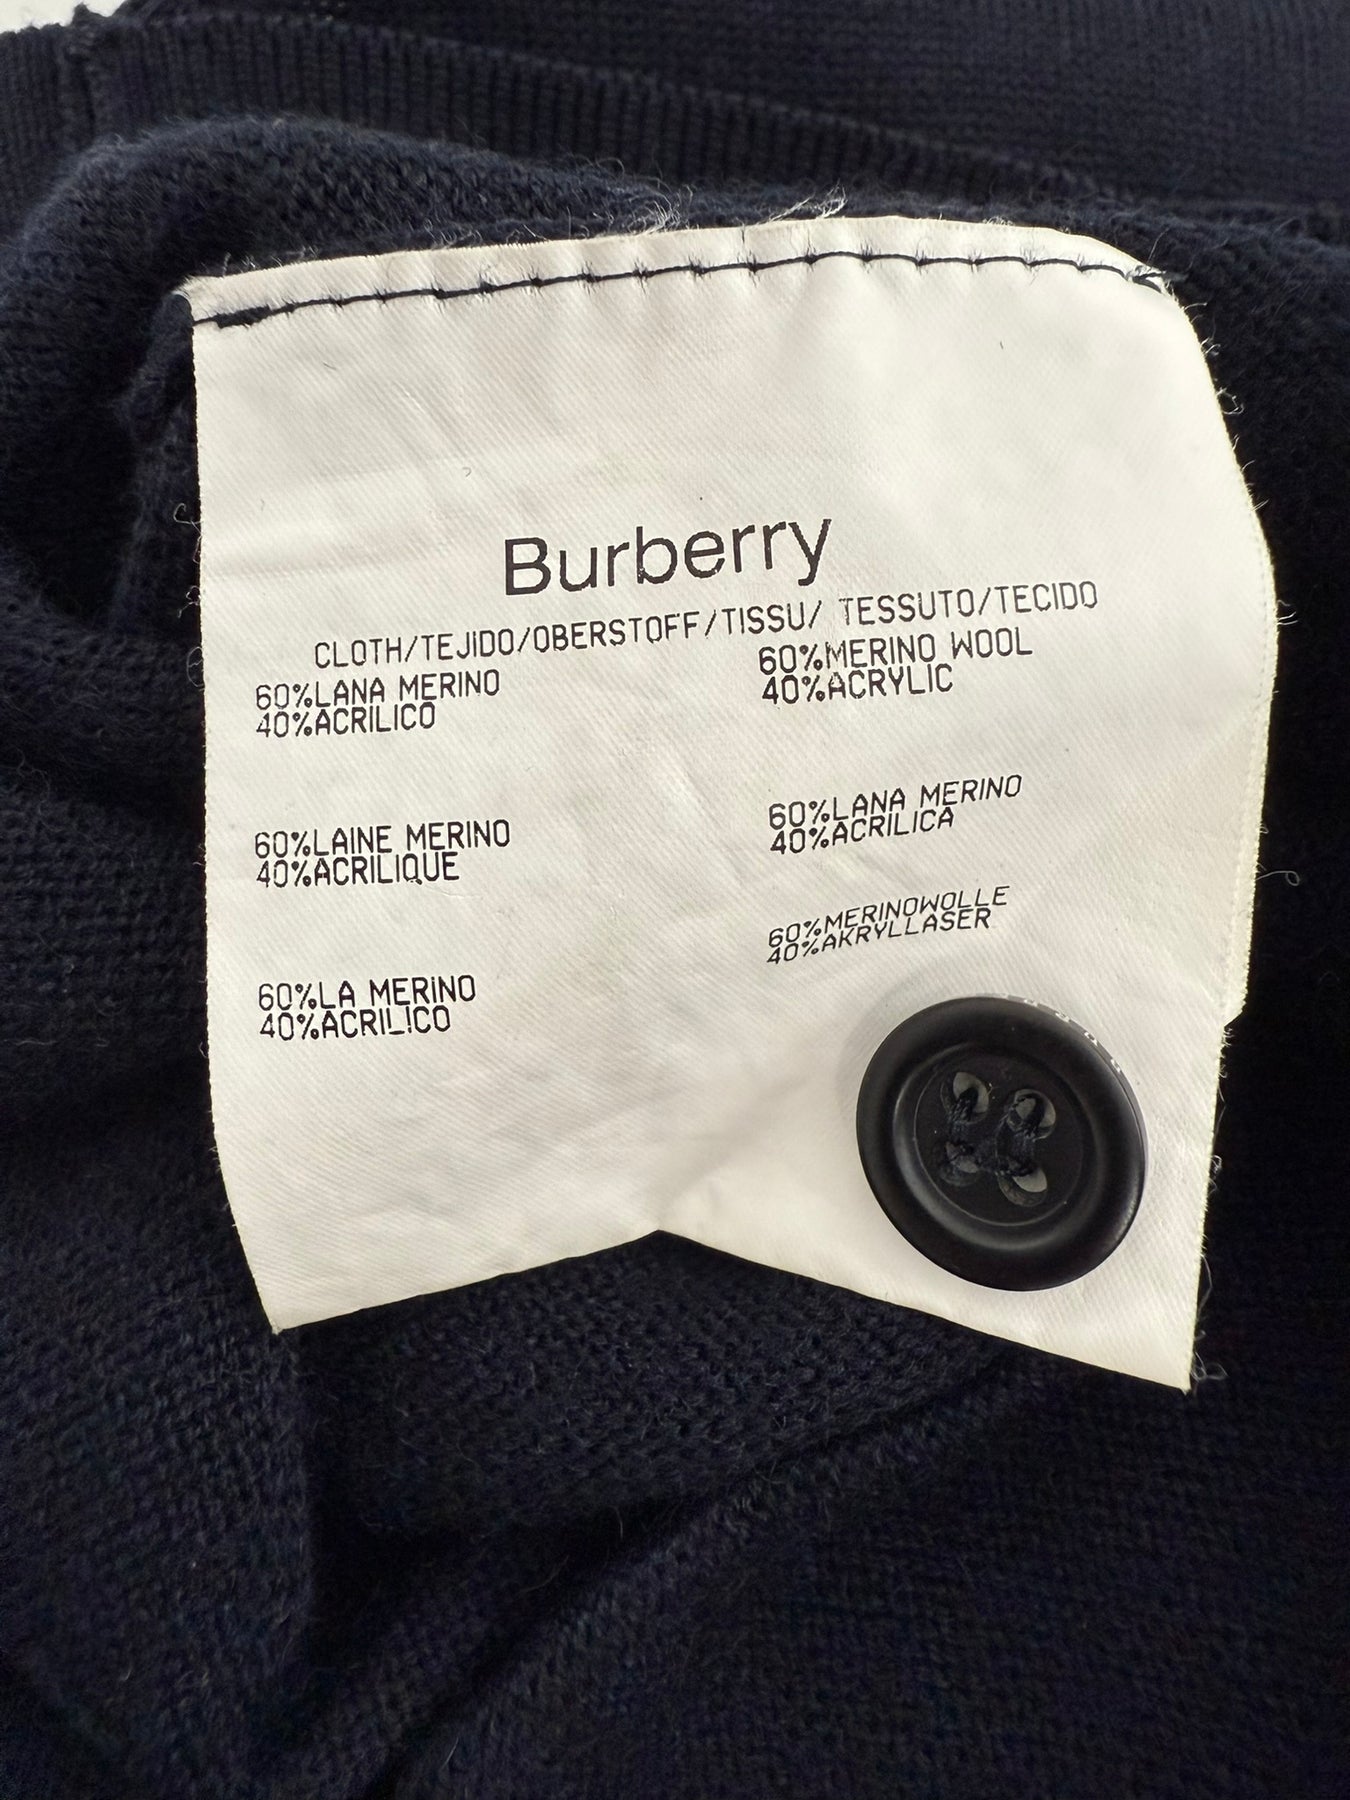 Burberry
CLOTH/TEJIDO/OBERSTOFF/TISSU/ TESSUTO/TECIDO
60%LANA MERINO
40%ACRILICO
60%MERINO WOOL
40%ACRYLIC
60%LAINE MERINO
40%ACRILIQUE
60%LANA MERINO
40%ACRILICA
60%MERINOWOLLE
40%AKRYLLASER
60%LA MERINO
40%ACRILICO